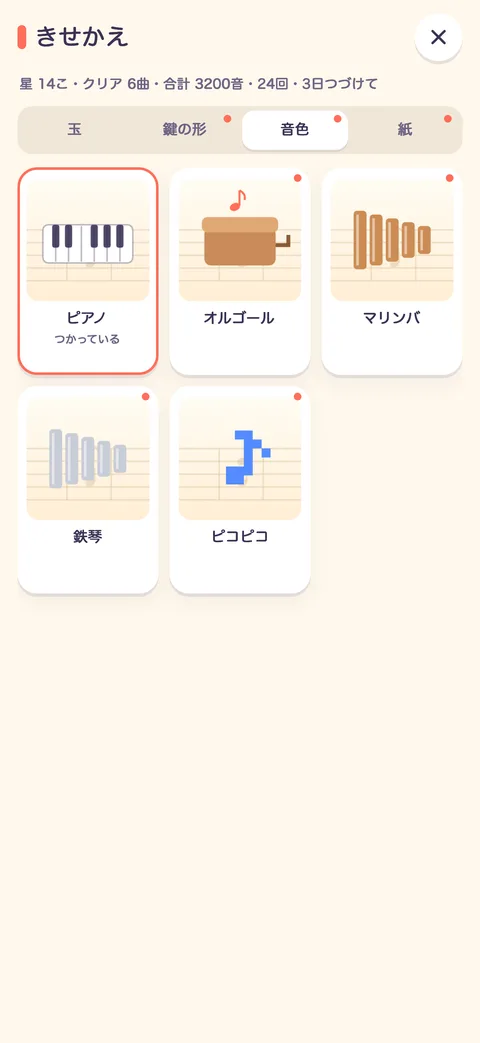 きせかえ
星 14こ・クリア 6曲・合計 3200音・24回・3日つづけて
玉 鍵の形 音色 紙
ピアノ オルゴール マリンバ
つかっている
鉄琴 ピコピコ